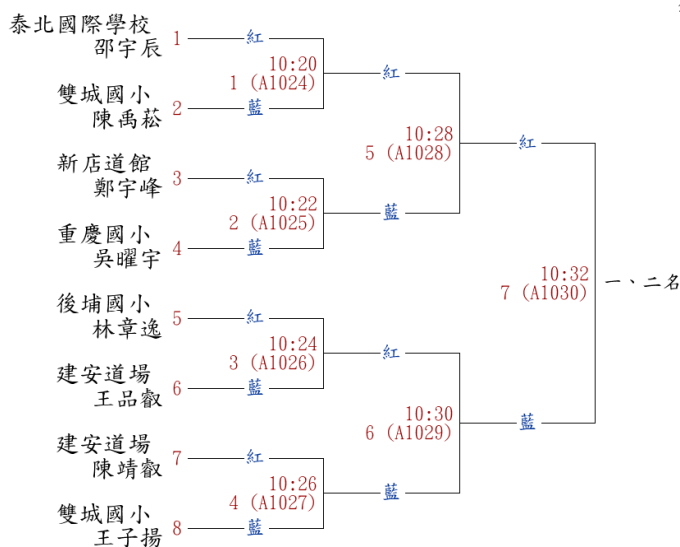 泰北國際學校
邵宇辰
1
紅
10:20
1 (A1024)
紅
雙城國小
陳禹菘
2
藍
10:28
5 (A1028)
紅
新店道館
鄭宇峰
3
紅
10:22
2 (A1025)
藍
重慶國小
吳曜宇
4
藍
10:32
7 (A1030)
一、二名
後埔國小
林章逸
5
紅
10:24
3 (A1026)
紅
建安道場
王品叡
6
藍
10:30
6 (A1029)
藍
建安道場
陳靖叡
7
紅
10:26
4 (A1027)
藍
雙城國小
王子揚
8
藍